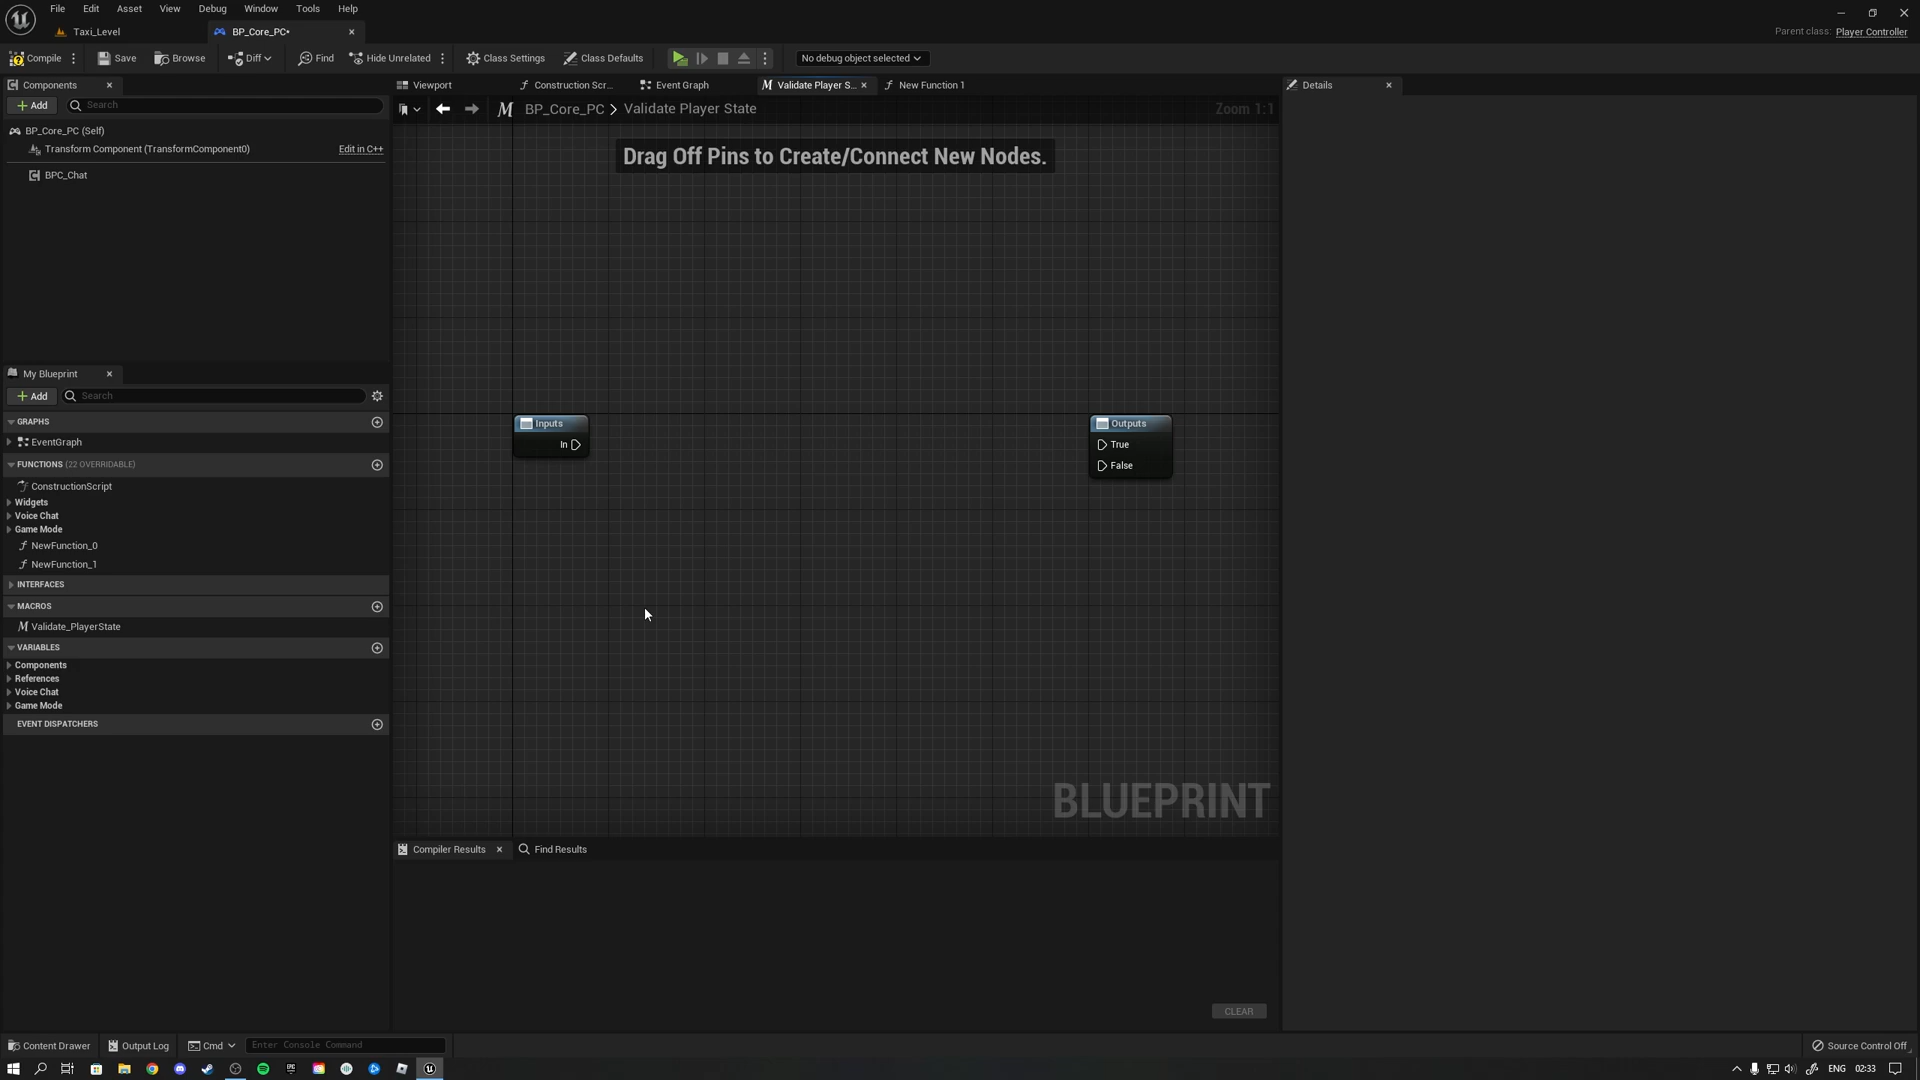 File Edit Asset View Debug Window Tools Help
Taxi_Level
BP_Core_PC•
Parent class: Player Controller
Compile
Save
Browse
Diff
Find
Hide Unrelated
Class Settings
Class Defaults
No debug object selected
Components
Viewport
Construction Scr...
Event Graph
Validate Player S...
New Function 1
Details
Add
Search
BP_Core_PC > Validate Player State
Zoom 1:1
BP_Core_PC (Self)
Transform Component (TransformComponent0)
Edit in C++
BPC_Chat
Drag Off Pins to Create/Connect New Nodes.
My Blueprint
Add
Search
GRAPHS
EventGraph
FUNCTIONS (22 OVERRIDABLE)
ConstructionScript
Widgets
Voice Chat
Game Mode
NewFunction_0
NewFunction_1
INTERFACES
MACROS
Validate_PlayerState
VARIABLES
Components
References
Voice Chat
Game Mode
EVENT DISPATCHERS
Inputs
In
Outputs
True
False
BLUEPRINT
Compiler Results
Find Results
CLEAR
Content Drawer
Output Log
Cmd
Enter Console Command
Source Control Off
ENG 02:33